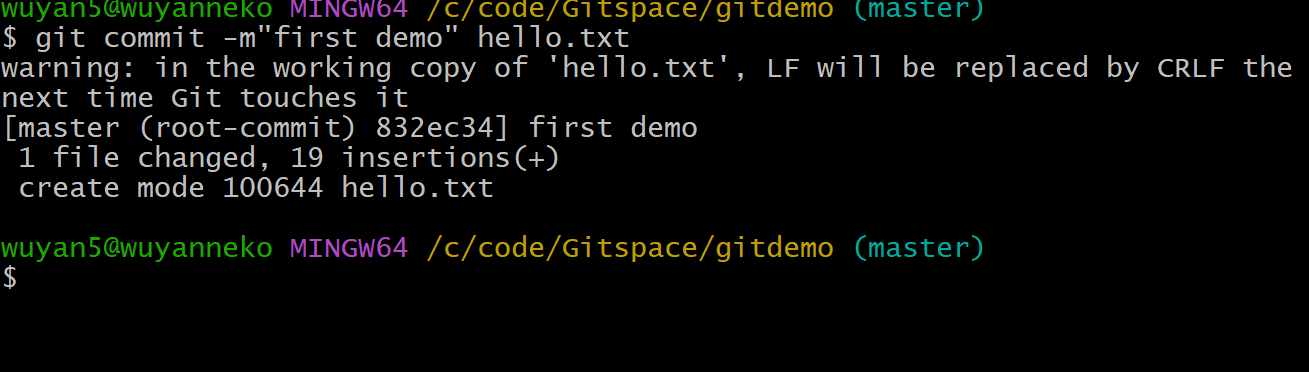 wuyan5@wuyanneko MINGW64 /c/code/Gitspace/gitdemo (master)
$ git commit -m"first demo" hello.txt
warning: in the working copy of 'hello.txt', LF will be replaced by CRLF the
next time Git touches it
[master (root-commit) 832ec34] first demo
 1 file changed, 19 insertions(+)
 create mode 100644 hello.txt
wuyan5@wuyanneko MINGW64 /c/code/Gitspace/gitdemo (master)
$